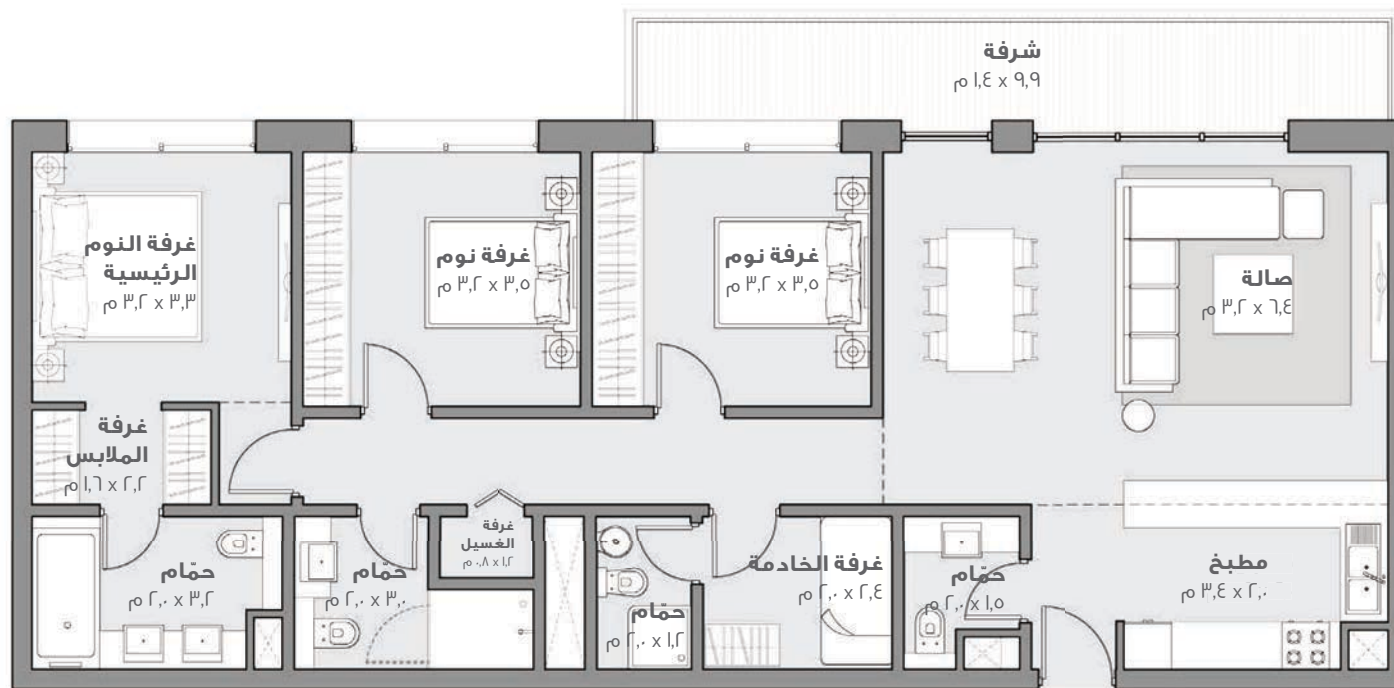 شرفة
٩,٩ x ١,٤ م
غرفة النوم
الرئيسية
٣,٣ x ٣,٢ م
غرفة نوم
٣,٥ x ٣,٢ م
غرفة نوم
٣,٥ x ٣,٢ م
صالة
٦,٤ x ٣,٢ م
غرفة
الملابس
٢,٢ x ١,٦ م
حمّام
٣,٢ x ٢,٠ م
حمّام
٣,٠ x ٢,٠ م
غرفة
الغسيل
١,٢ x ٠,٨ م
حمّام
١,٢ x ٢,٠ م
غرفة الخادمة
٢,٤ x ٢,٠ م
حمّام
١,٥ x ٢,٠ م
مطبخ
٢,٠ x ٣,٤ م